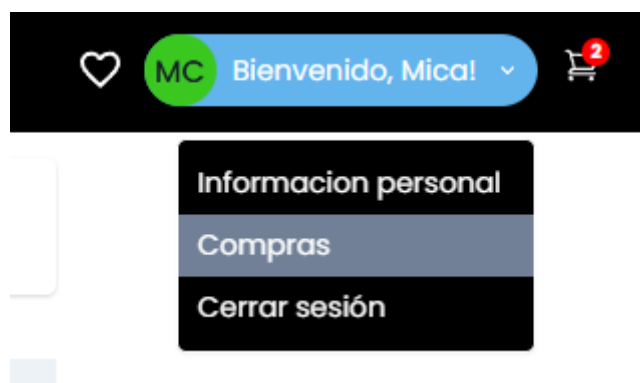 MC Bienvenido, Mica! 2
Informacion personal
Compras
Cerrar sesión